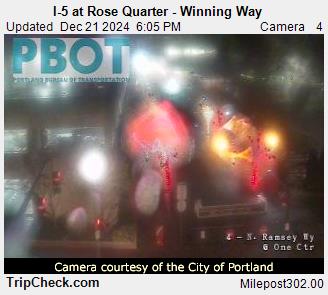 I-5 at Rose Quarter - Winning Way
Updated Dec 21 2024 6:05 PM Camera 4
PBOT
PORTLAND BUREAU OF TRANSPORTATION
4 - N. Ramsey Wy
@ One Ctr
Camera courtesy of the City of Portland
TripCheck.com Milepost302.00